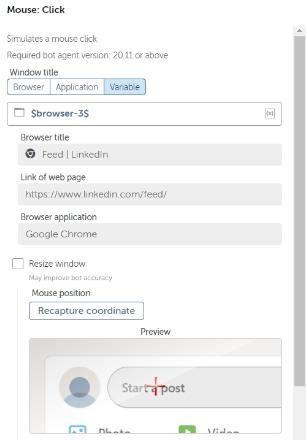 Mouse: Click
Simulates a mouse click
Required bot agent version: 20.11 or above
Window title
Browser Application Variable
$browser-3$
(x)
Browser title
Feed | LinkedIn
Link of web page
https://www.linkedin.com/feed/
Browser application
Google Chrome
Resize window
May improve bot accuracy
Mouse position
Recapture coordinate
Preview
Start a post
Photo Video